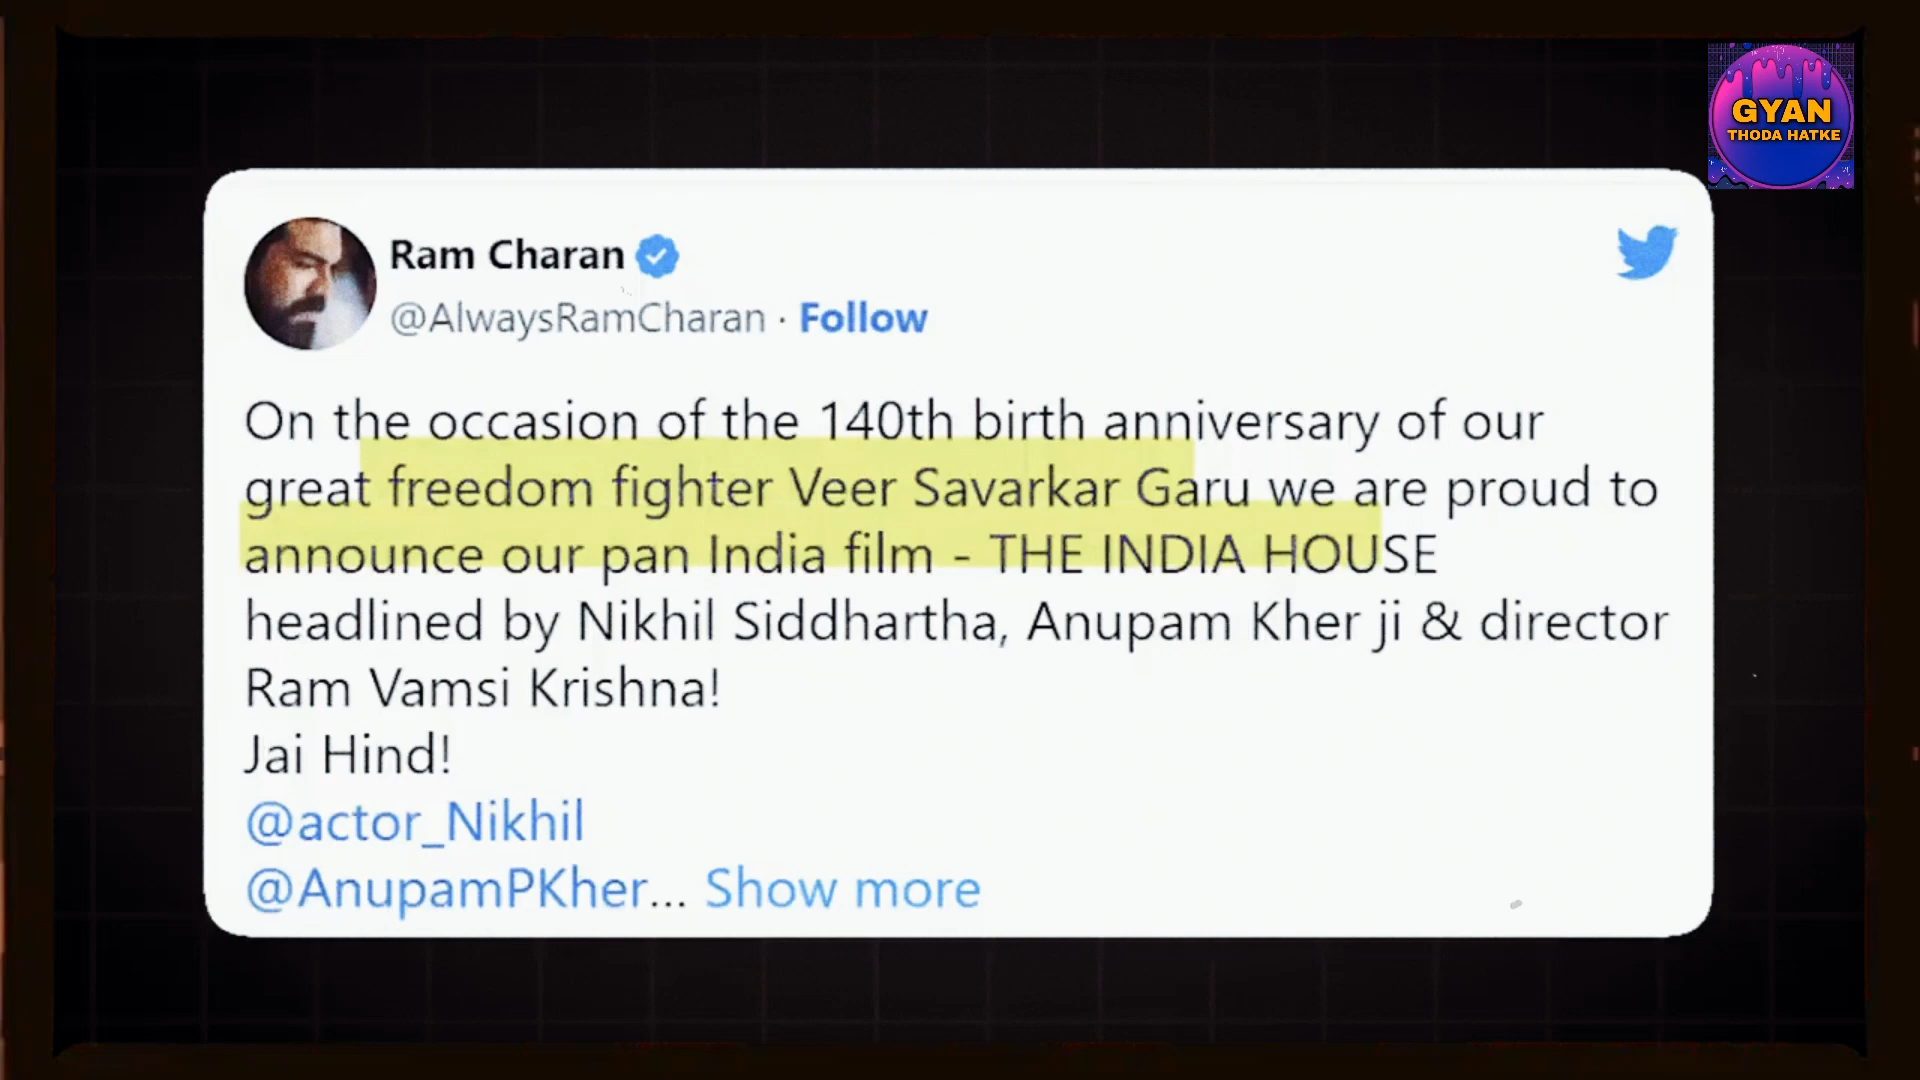 GYAN
THODA HATKE
Ram Charan
@AlwaysRamCharan · Follow
On the occasion of the 140th birth anniversary of our
great freedom fighter Veer Savarkar Garu we are proud to
announce our pan India film - THE INDIA HOUSE
headlined by Nikhil Siddhartha, Anupam Kher ji & director
Ram Vamsi Krishna!
Jai Hind!
@actor_Nikhil
@AnupamPKher... Show more